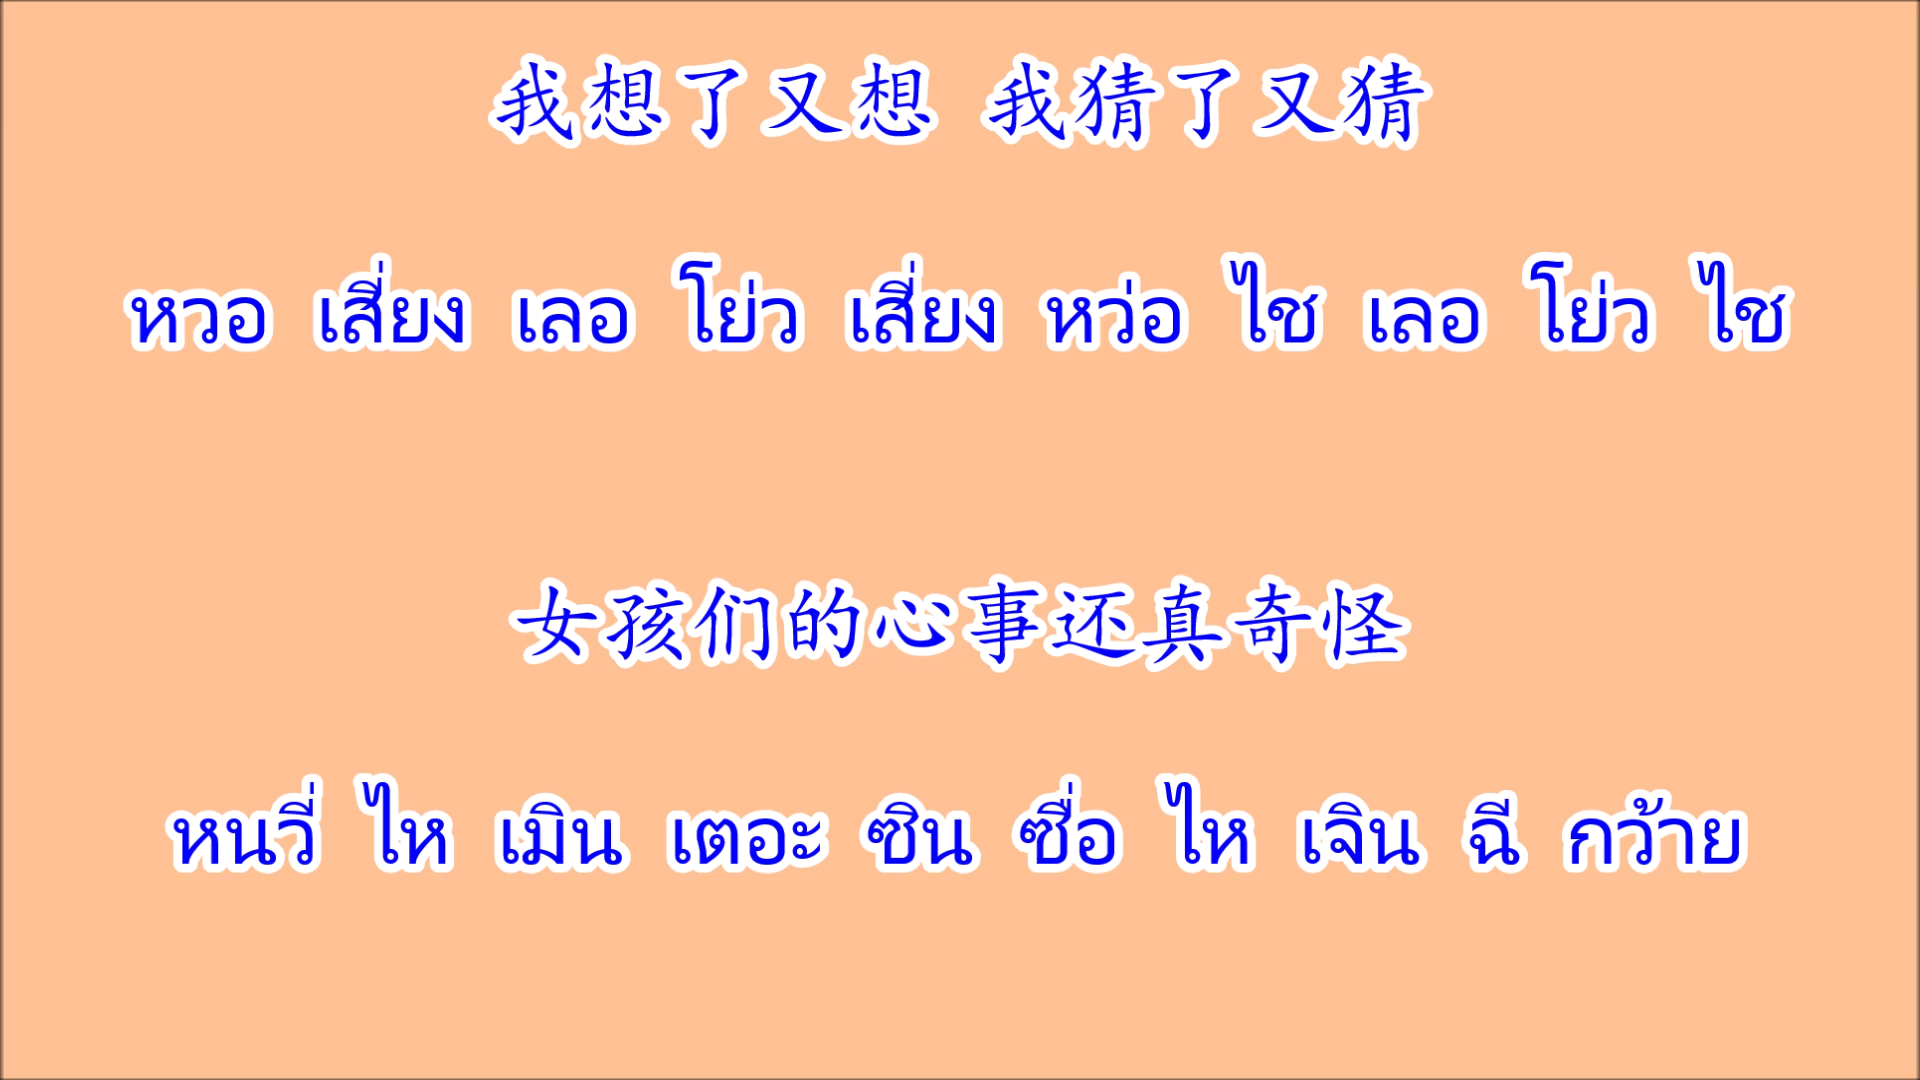 我想了又想 我猜了又猜
หวอ เสี่ยง เลอ โย่ว เสี่ยง หว่อ ไช เลอ โย่ว ไช
女孩们的心事还真奇怪
หนวี่ ไห เมิน เตอะ ซิน ซื่อ ไห เจิน ฉี กว้าย